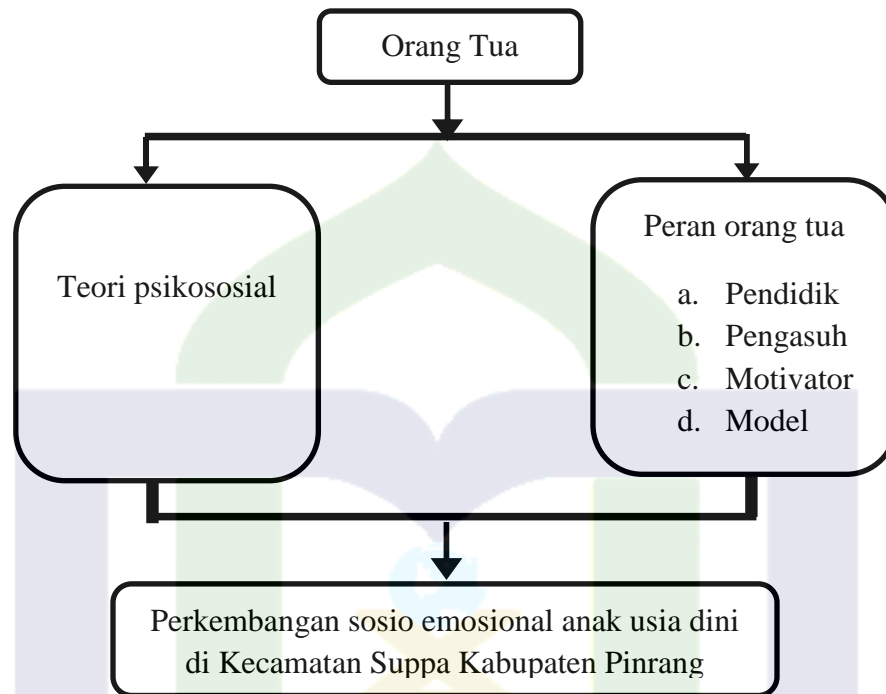 Orang Tua
Teori psikososial
Peran orang tua
a. Pendidik
b. Pengasuh
c. Motivator
d. Model
Perkembangan sosio emosional anak usia dini
di Kecamatan Suppa Kabupaten Pinrang